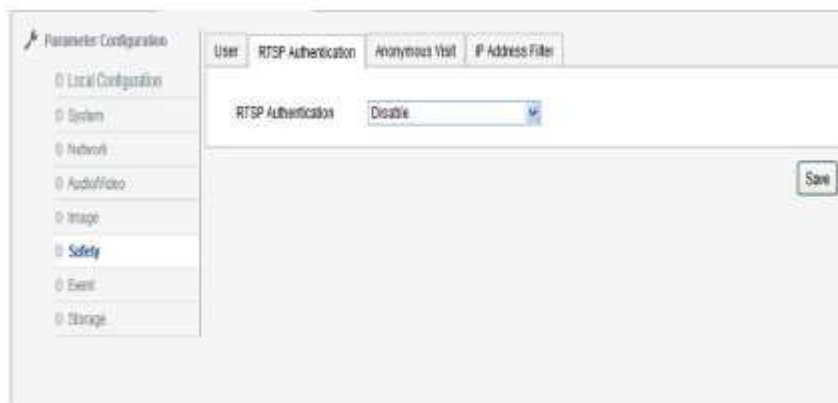 Parameter Configuration
User
RTSP Authentication
Anonymous Visit
IP Address Filter
Local Configuration
System
Network
Audio/Video
Image
Safety
Event
Storage
RTSP Authentication
Disable
Save